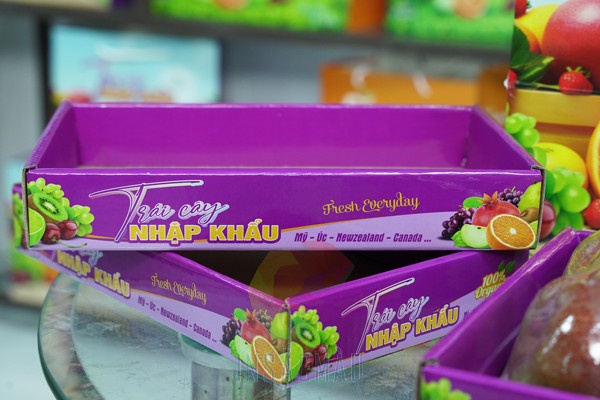 Trái cây
NHẬP KHẨU
Fresh Everyday
Mỹ - Úc - Newzealand - Canada ...
NHẬP KHẨU
Fresh Everyday
Mỹ - Úc - Newzealand - Canada ...
Trái cây
NHẬP KHẨU
100%